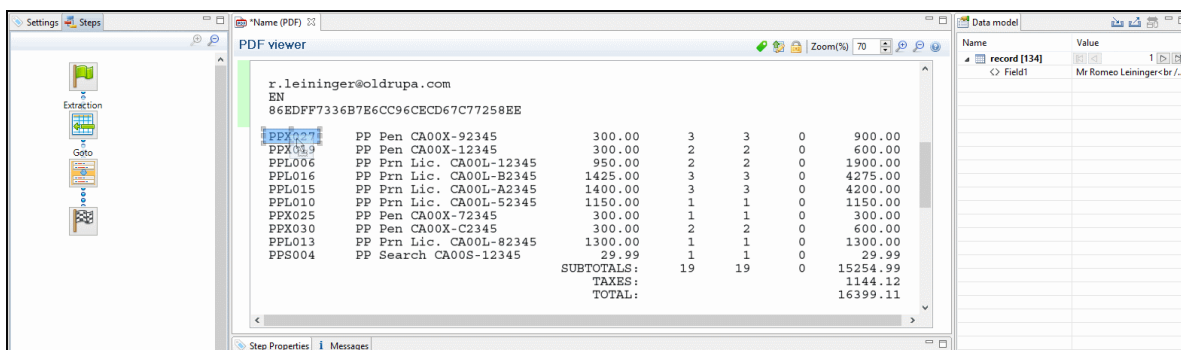 Settings Steps
*Name (PDF)
Data model
PDF viewer
Zoom(%) 70
Name Value
record [134] 1
Field1 Mr Romeo Leininger<br /..
Extraction
Goto
r.leininger@oldrupa.com
EN
86EDFF7336B7E6CC96CECD67C77258EE
PPX027 PP Pen CA00X-92345 300.00 3 3 0 900.00
PPX019 PP Pen CA00X-12345 300.00 2 2 0 600.00
PPL006 PP Prn Lic. CA00L-12345 950.00 2 2 0 1900.00
PPL016 PP Prn Lic. CA00L-B2345 1425.00 3 3 0 4275.00
PPL015 PP Prn Lic. CA00L-A2345 1400.00 3 3 0 4200.00
PPL010 PP Prn Lic. CA00L-52345 1150.00 1 1 0 1150.00
PPX025 PP Pen CA00X-72345 300.00 1 1 0 300.00
PPX030 PP Pen CA00X-C2345 300.00 2 2 0 600.00
PPL013 PP Prn Lic. CA00L-82345 1300.00 1 1 0 1300.00
PPS004 PP Search CA00S-12345 29.99 1 1 0 29.99
SUBTOTALS: 19 19 0 15254.99
TAXES: 1144.12
TOTAL: 16399.11
Step Properties Messages